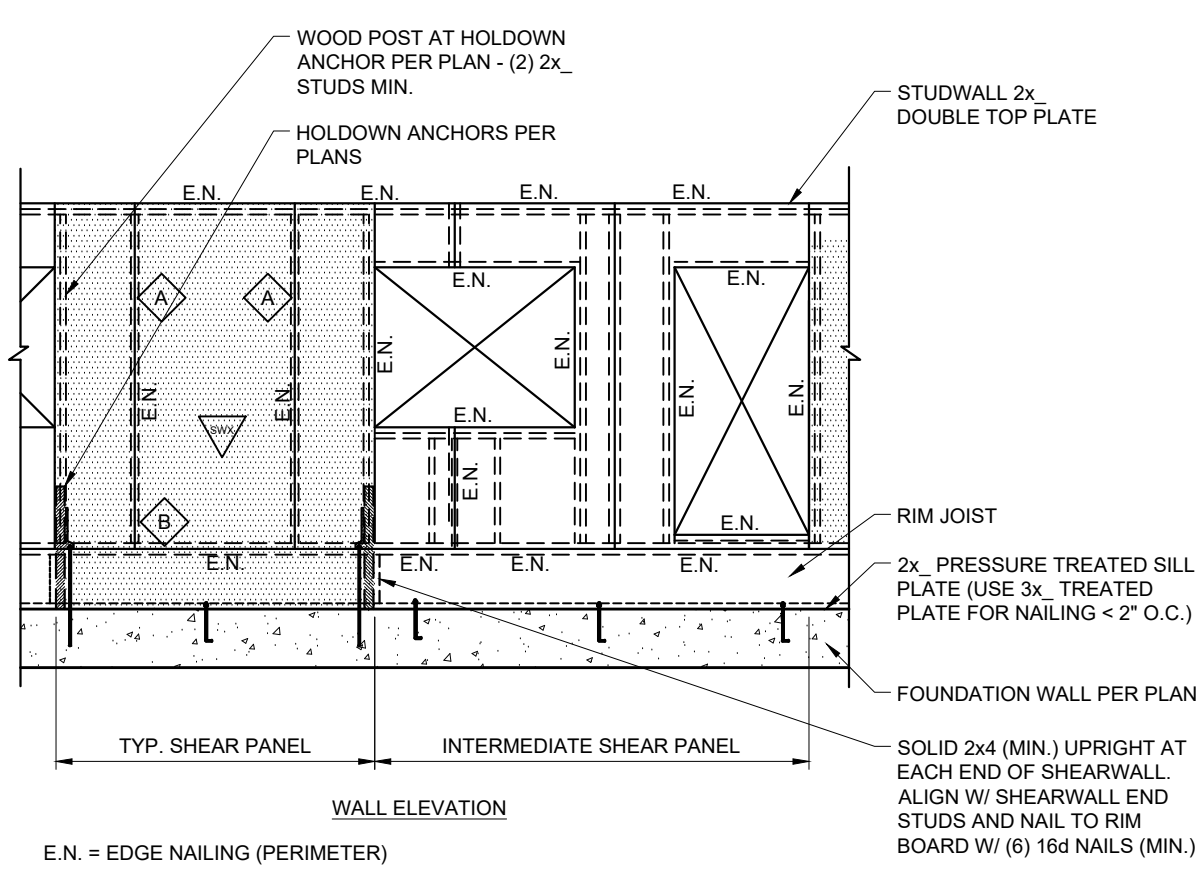 WOOD POST AT HOLDOWN
ANCHOR PER PLAN - (2) 2x_
STUDS MIN.
HOLDOWN ANCHORS PER
PLANS
STUDWALL 2x_
DOUBLE TOP PLATE
E.N.
E.N.
E.N.
E.N.
A
A
E.N.
E.N.
E.N.
E.N.
E.N.
E.N.
E.N.
E.N.
E.N.
SWX
E.N.
E.N.
B
E.N.
E.N.
E.N.
E.N.
E.N.
RIM JOIST
2x_ PRESSURE TREATED SILL
PLATE (USE 3x_ TREATED
PLATE FOR NAILING < 2" O.C.)
FOUNDATION WALL PER PLAN
TYP. SHEAR PANEL
INTERMEDIATE SHEAR PANEL
SOLID 2x4 (MIN.) UPRIGHT AT
EACH END OF SHEARWALL.
ALIGN W/ SHEARWALL END
STUDS AND NAIL TO RIM
BOARD W/ (6) 16d NAILS (MIN.)
WALL ELEVATION
E.N. = EDGE NAILING (PERIMETER)